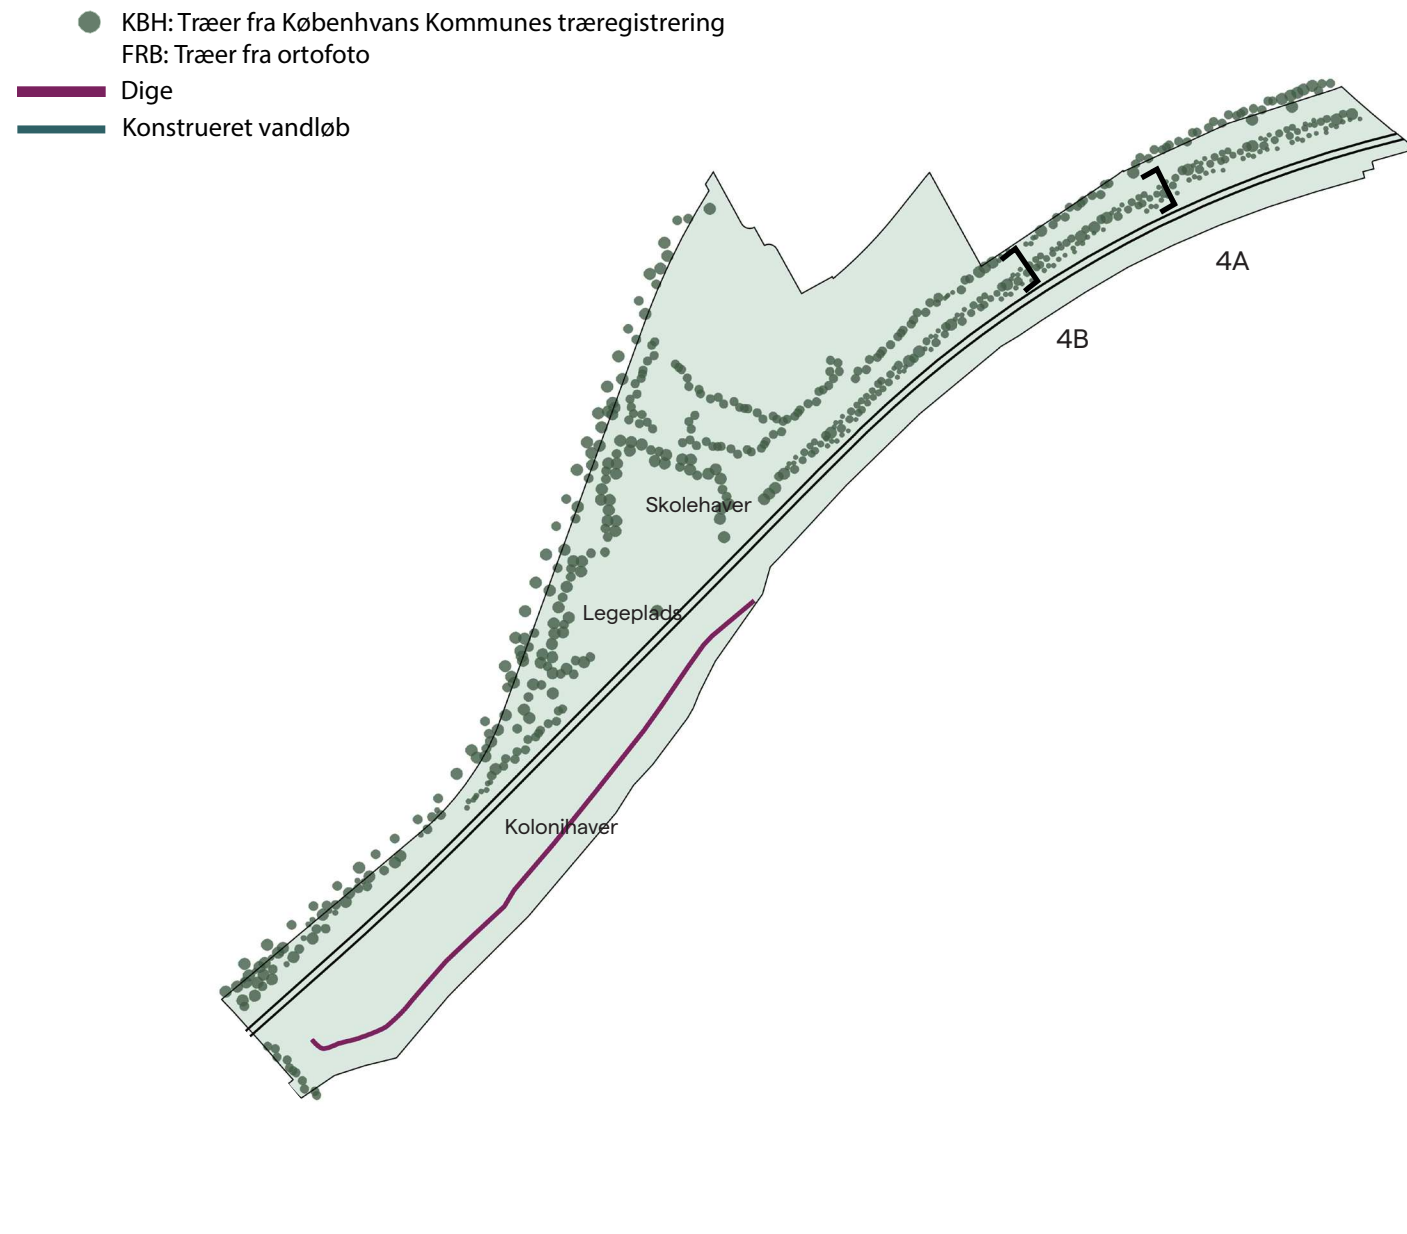 KBH: Træer fra Københvans Kommunes træregistrering
FRB: Træer fra ortofoto
Dige
Konstrueret vandløb
4A
4B
Skolehaver
Legeplads
Kolonihaver